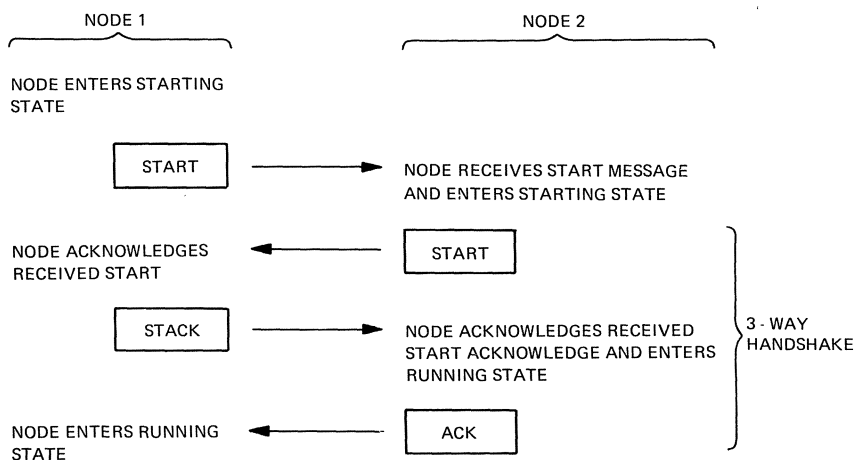 NODE 1
NODE 2
NODE ENTERS STARTING
STATE
START
NODE RECEIVES START MESSAGE
AND ENTERS STARTING STATE
START
NODE ACKNOWLEDGES
RECEIVED START
STACK
NODE ACKNOWLEDGES RECEIVED
START ACKNOWLEDGE AND ENTERS
RUNNING STATE
3 - WAY
HANDSHAKE
ACK
NODE ENTERS RUNNING
STATE